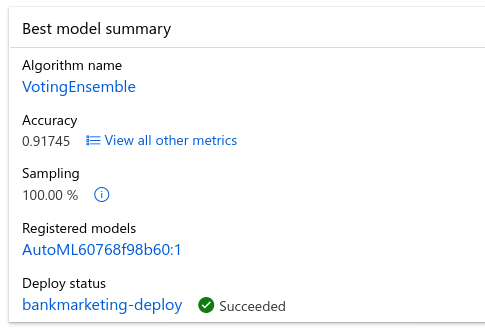 Best model summary
Algorithm name
VotingEnsemble
Accuracy
0.91745 View all other metrics
Sampling
100.00 %
Registered models
AutoML60768f98b60:1
Deploy status
bankmarketing-deploy Succeeded